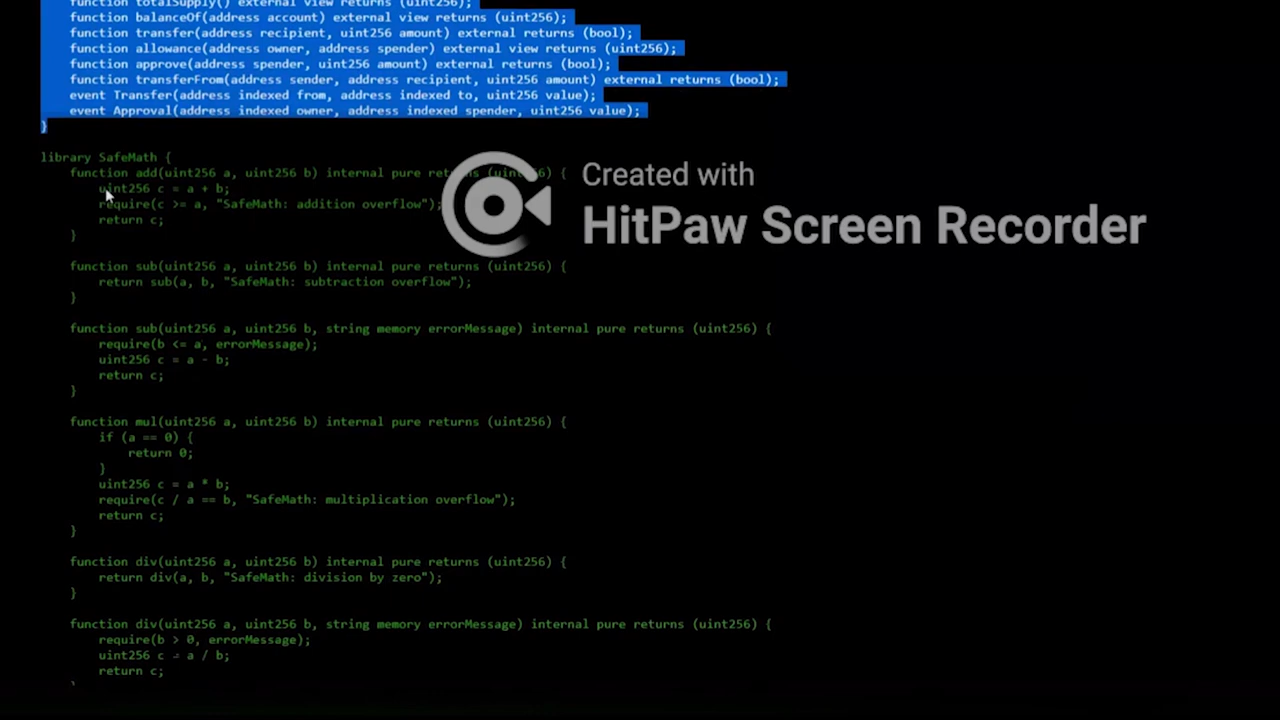 function totalSupply() external view returns (uint256);
function balanceOf(address account) external view returns (uint256);
function transfer(address recipient, uint256 amount) external returns (bool);
function allowance(address owner, address spender) external view returns (uint256);
function approve(address spender, uint256 amount) external returns (bool);
function transferFrom(address sender, address recipient, uint256 amount) external returns (bool);
event Transfer(address indexed from, address indexed to, uint256 value);
event Approval(address indexed owner, address indexed spender, uint256 value);
}
library SafeMath {
function add(uint256 a, uint256 b) internal pure returns (uint256) {
uint256 c = a + b;
require(c >= a, "SafeMath: addition overflow");
return c;
}
Created with
HitPaw Screen Recorder
function sub(uint256 a, uint256 b) internal pure returns (uint256) {
return sub(a, b, "SafeMath: subtraction overflow");
}
function sub(uint256 a, uint256 b, string memory errorMessage) internal pure returns (uint256) {
require(b <= a, errorMessage);
uint256 c = a - b;
return c;
}
function mul(uint256 a, uint256 b) internal pure returns (uint256) {
if (a == 0) {
return 0;
}
uint256 c = a * b;
require(c / a == b, "SafeMath: multiplication overflow");
return c;
}
function div(uint256 a, uint256 b) internal pure returns (uint256) {
return div(a, b, "SafeMath: division by zero");
}
function div(uint256 a, uint256 b, string memory errorMessage) internal pure returns (uint256) {
require(b > 0, errorMessage);
uint256 c = a / b;
return c;
}